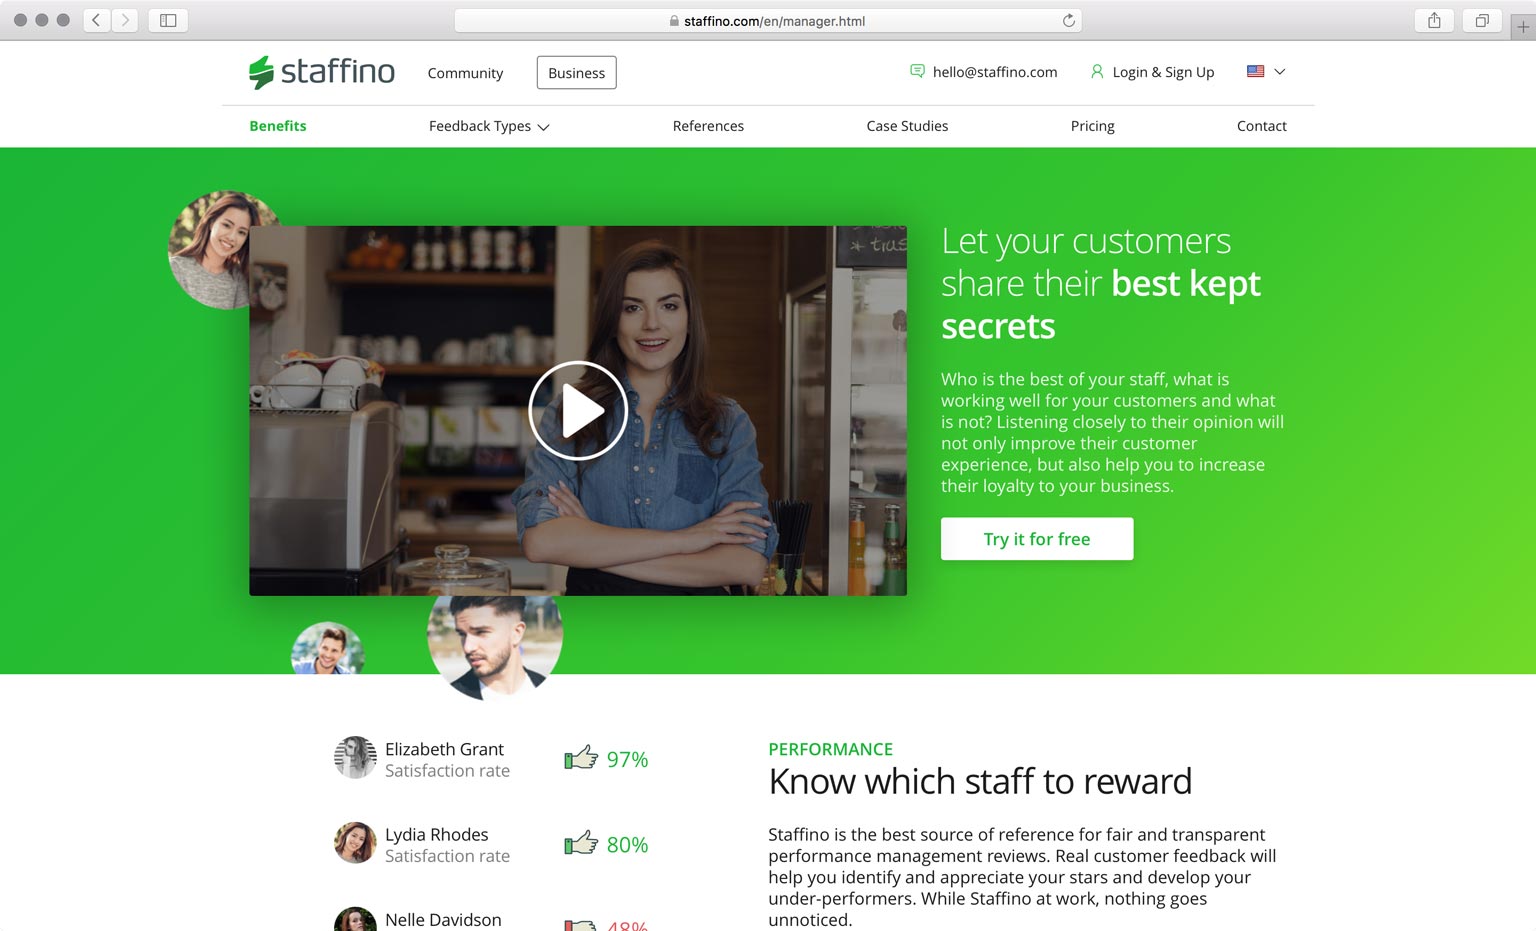 staffino.com/en/manager.html
staffino
Community
Business
hello@staffino.com
Login & Sign Up
Benefits
Feedback Types
References
Case Studies
Pricing
Contact
Let your customers
share their best kept
secrets
Who is the best of your staff, what is
working well for your customers and what
is not? Listening closely to their opinion will
not only improve their customer
experience, but also help you to increase
their loyalty to your business.
Try it for free
Elizabeth Grant
Satisfaction rate
97%
Lydia Rhodes
Satisfaction rate
80%
Nelle Davidson
48%
PERFORMANCE
Know which staff to reward
Staffino is the best source of reference for fair and transparent
performance management reviews. Real customer feedback will
help you identify and appreciate your stars and develop your
under-performers. While Staffino at work, nothing goes
unnoticed.